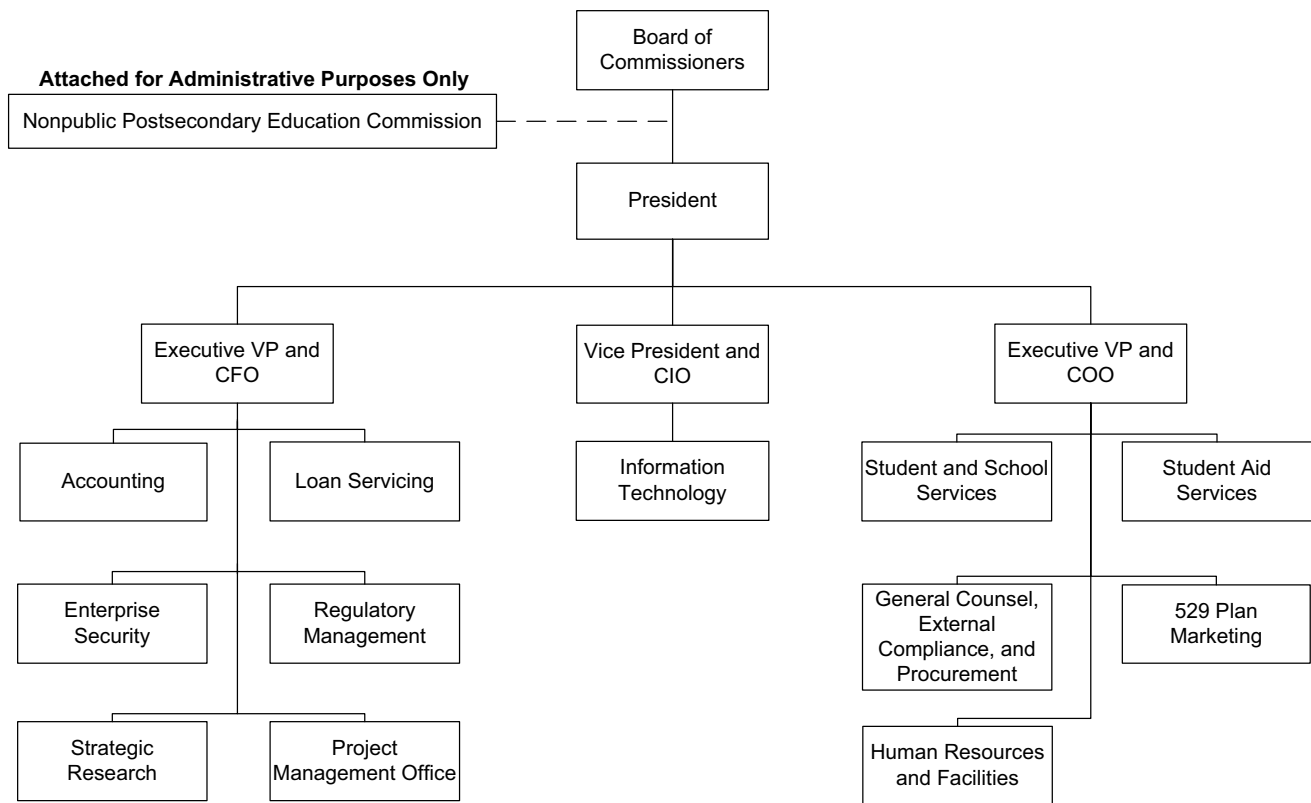 Board of
Commissioners
Attached for Administrative Purposes Only
Nonpublic Postsecondary Education Commission
President
Executive VP and
CFO
Vice President and
CIO
Executive VP and
COO
Accounting
Loan Servicing
Information
Technology
Student and School
Services
Student Aid
Services
Enterprise
Security
Regulatory
Management
General Counsel,
External
Compliance, and
Procurement
529 Plan
Marketing
Strategic
Research
Project
Management Office
Human Resources
and Facilities